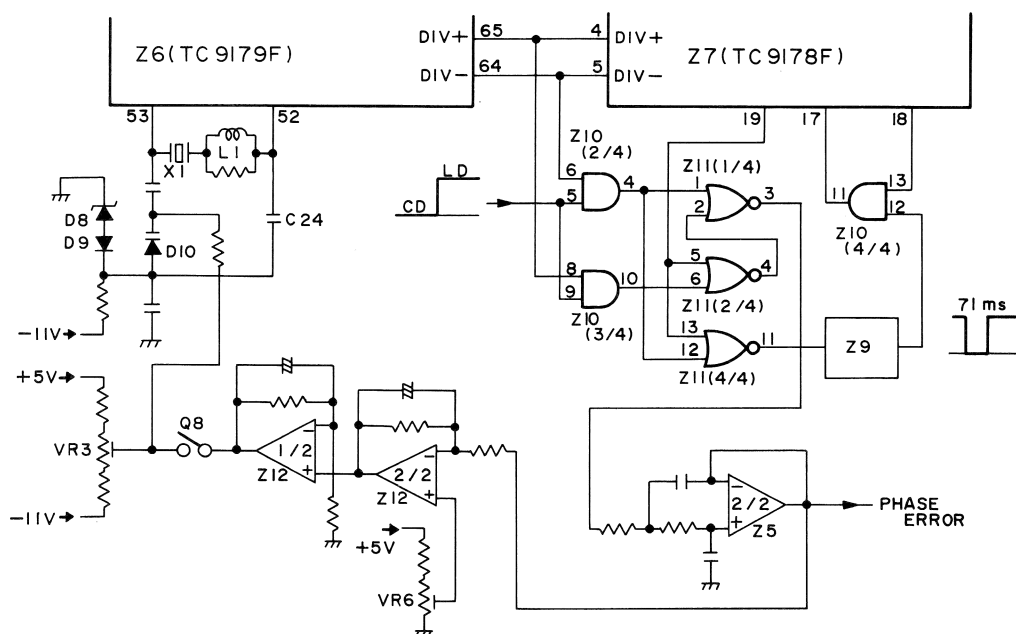 Z6(TC9179F)
DIV+
65
4
DIV+
Z7(TC9178F)
DIV-
64
5
DIV-
53
52
19
17
18
X1
L1
C24
D8
D9
D10
-11V
Z10
(2/4)
6
5
4
LD
CD
8
9
10
Z10
(3/4)
Z11(1/4)
1
2
3
5
6
4
Z11(2/4)
13
12
11
Z11(4/4)
11
13
12
Z10
(4/4)
Z9
71ms
+5V
VR3
-11V
Q8
1/2
-
+
Z12
2/2
-
+
Z12
+5V
VR6
2/2
-
+
Z5
PHASE
ERROR